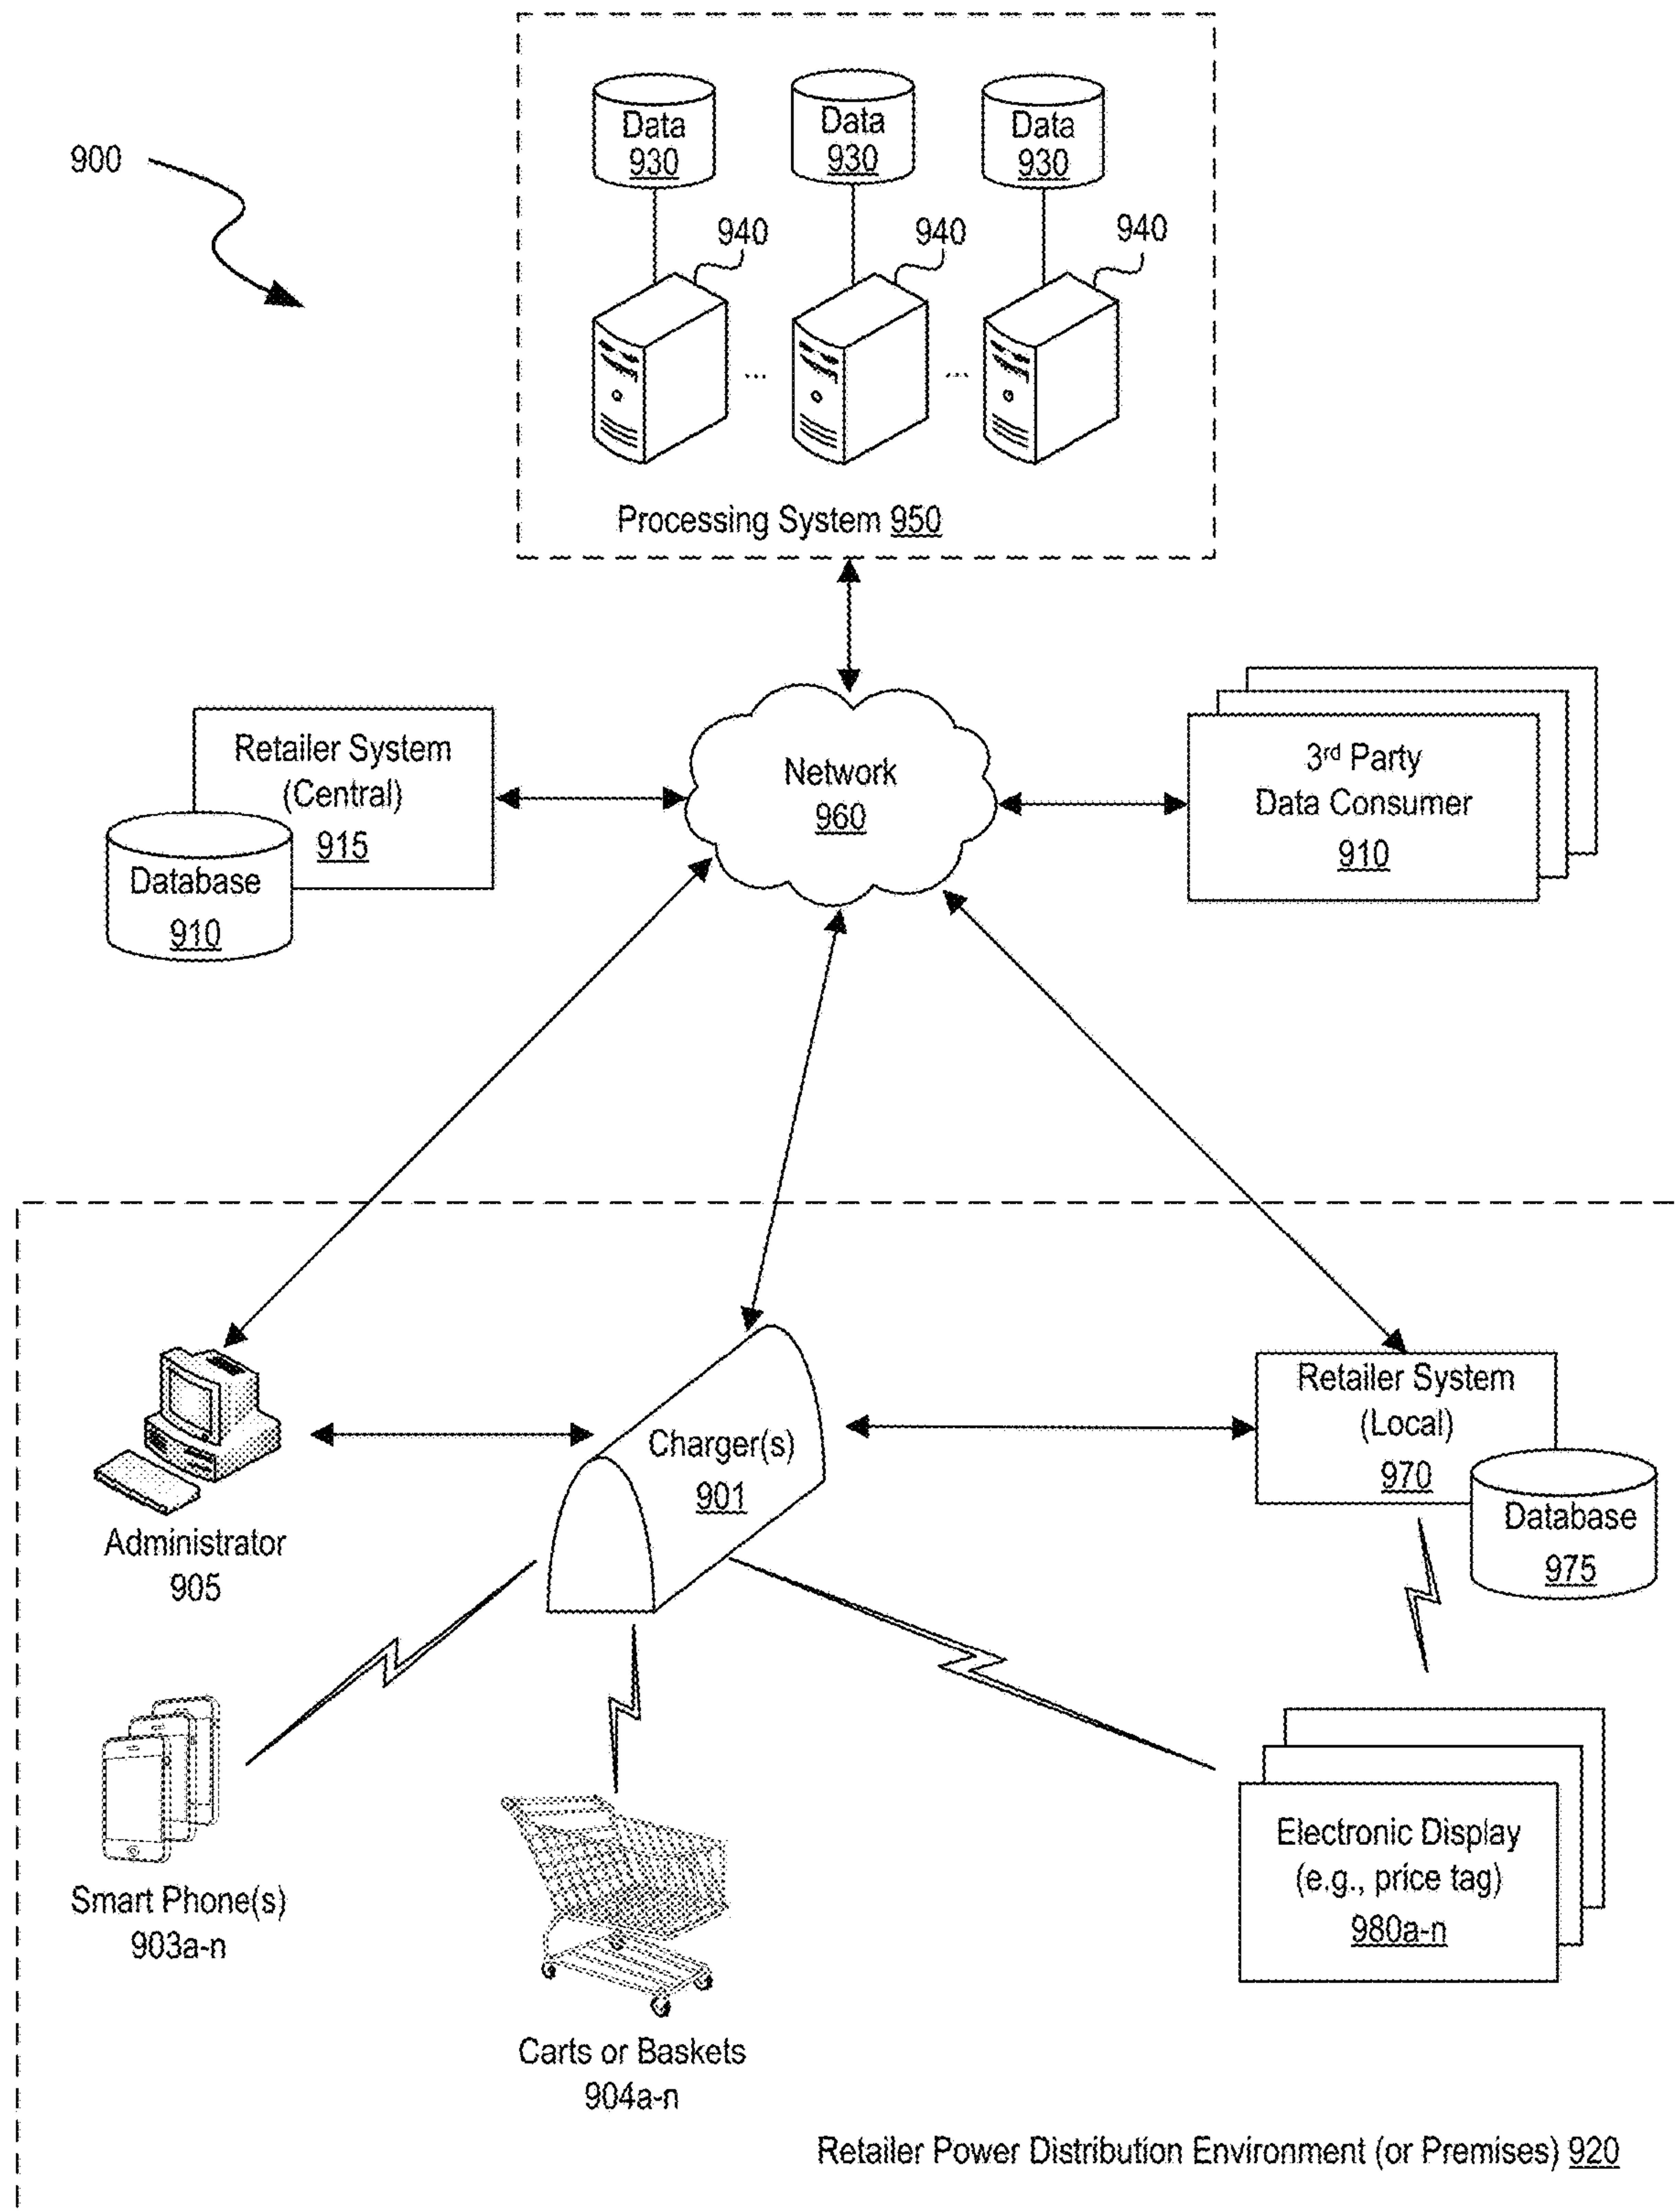 900
Data
930
Data
930
Data
930
940
940
940
...
...
Processing System 950
Retailer System
(Central)
915
Database
910
Network
960
3rd Party
Data Consumer
910
Administrator
905
Charger(s)
901
Retailer System
(Local)
970
Database
975
Smart Phone(s)
903a-n
Carts or Baskets
904a-n
Electronic Display
(e.g., price tag)
980a-n
Retailer Power Distribution Environment (or Premises) 920